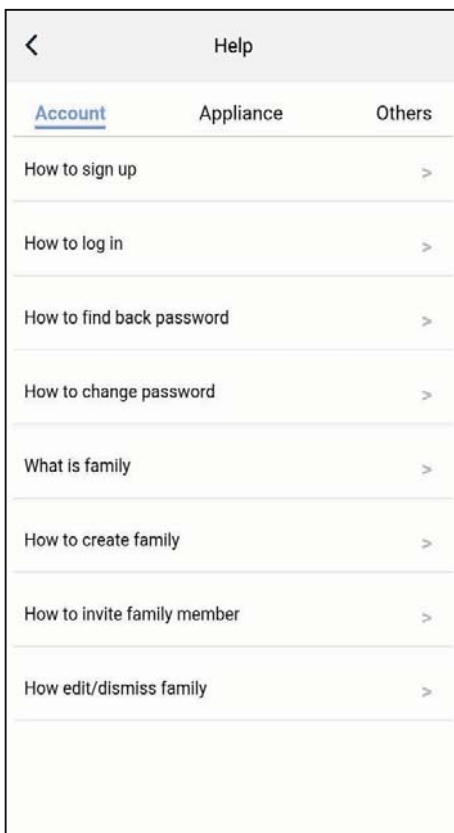 Help
Account Appliance Others
How to sign up >
How to log in >
How to find back password >
How to change password >
What is family >
How to create family >
How to invite family member >
How edit/dismiss family >